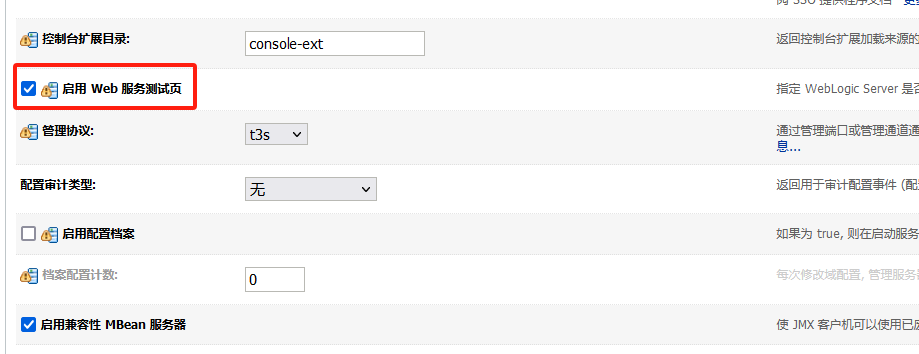 控制台扩展目录: console-ext 返回控制台扩展加载来源的
启用 Web 服务测试页 指定 WebLogic Server 是否
管理协议: t3s 通过管理端口或管理通道通
息...
配置审计类型: 无 返回用于审计配置事件 (配
启用配置档案 如果为 true, 则在启动服务
档案配置计数: 0 每次修改域配置, 管理服务器
启用兼容性 MBean 服务器 使 JMX 客户机可以使用已